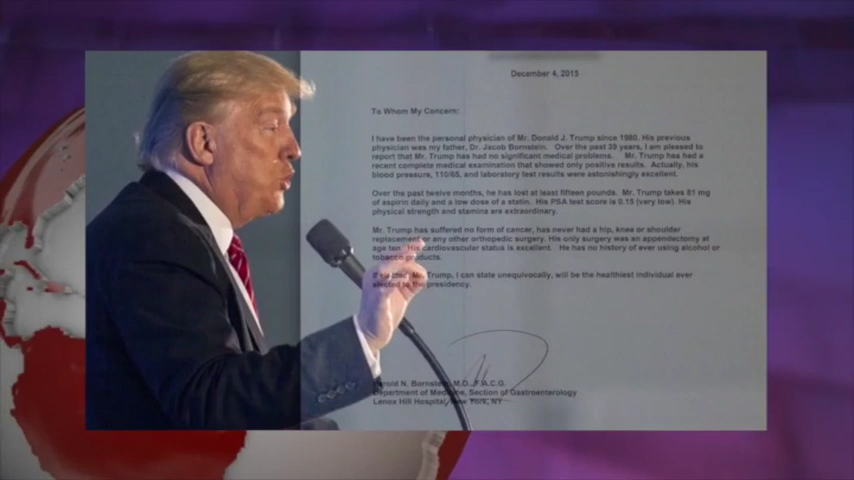 December 4, 2015
To Whom My Concern:
I have been the personal physician of Mr. Donald J. Trump since 1980. His previous
physician was my father, Dr. Jacob Bornstein. Over the past 39 years, I am pleased to
report that Mr. Trump has had no significant medical problems. Mr. Trump has had a
recent complete medical examination that showed only positive results. Actually, his
blood pressure, 110/65, and laboratory test results were astonishingly excellent.
Over the past twelve months, he has lost at least fifteen pounds. Mr. Trump takes 81 mg
of aspirin daily and a low dose of a statin. His PSA test score is 0.15 (very low). His
physical strength and stamina are extraordinary.
Mr. Trump has suffered no form of cancer, has never had a hip, knee or shoulder
replacement or any other orthopedic surgery. His only surgery was an appendectomy at
age ten. His cardiovascular status is excellent. He has no history of ever using alcohol or
tobacco products.
If elected, Mr. Trump, I can state unequivocally, will be the healthiest individual ever
elected to the presidency.
Harold N. Bornstein, M.D., F.A.C.G.
Department of Medicine, Section of Gastroenterology
Lenox Hill Hospital, New York, NY